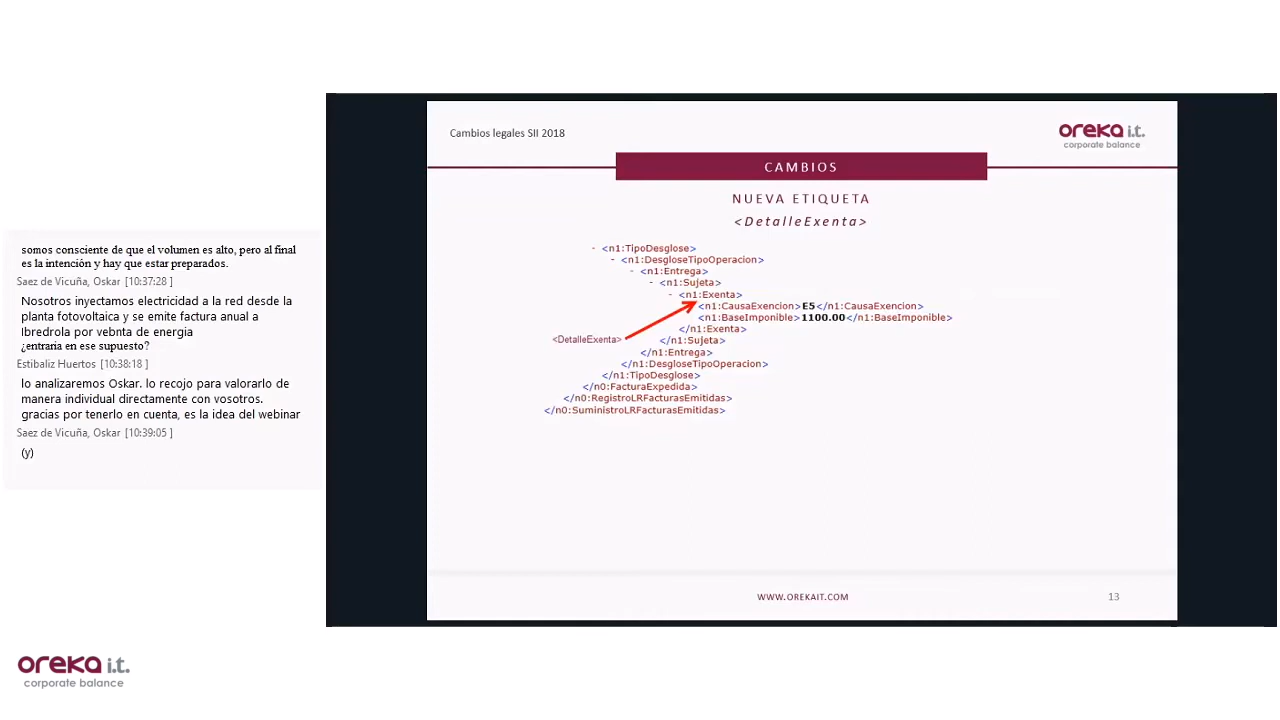 somos consciente de que el volumen es alto, pero al final
es la intención y hay que estar preparados.
Saez de Vicuña, Oskar [10:37:28 ]
Nosotros inyectamos electricidad a la red desde la
planta fotovoltaica y se emite factura anual a
Ibredrola por vebnta de energia
¿entraria en ese supuesto?
Estibaliz Huertos [10:38:18 ]
lo analizaremos Oskar. lo recojo para valorarlo de
manera individual directamente con vosotros.
gracias por tenerlo en cuenta, es la idea del webinar
Saez de Vicuña, Oskar [10:39:05 ]
(y)
oreka i.t.
corporate balance
Cambios legales SII 2018
oreka i.t.
corporate balance
CAMBIOS
NUEVA ETIQUETA
<DetalleExenta>
- <n1:TipoDesglose>
- <n1:DesgloseTipoOperacion>
- <n1:Entrega>
- <n1:Sujeta>
- <n1:Exenta>
<n1:CausaExencion>E5</n1:CausaExencion>
<n1:BaseImponible>1100.00</n1:BaseImponible>
</n1:Exenta>
<DetalleExenta>
</n1:Sujeta>
</n1:Entrega>
</n1:DesgloseTipoOperacion>
</n1:TipoDesglose>
</n0:FacturaExpedida>
</n0:RegistroLRFacturasEmitidas>
</n0:SuministroLRFacturasEmitidas>
WWW.OREKAIT.COM
13